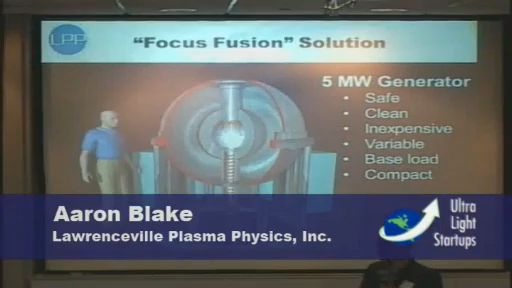 LPP
“Focus Fusion” Solution
5 MW Generator
• Safe
• Clean
• Inexpensive
• Variable
• Base load
• Compact
Aaron Blake
Lawrenceville Plasma Physics, Inc.
Ultra
Light
Startups